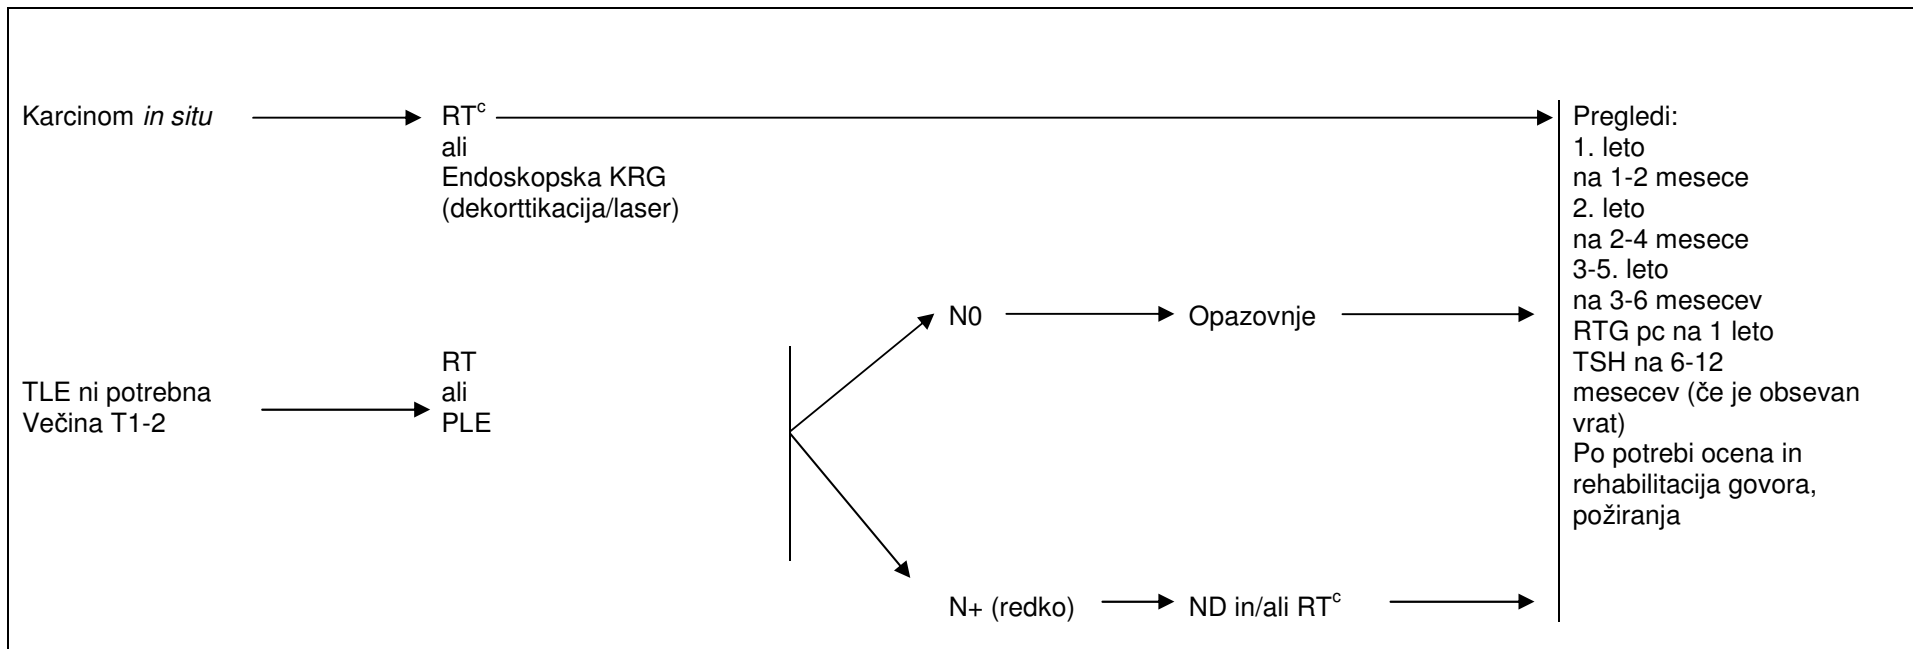 Karcinom in situ
RTᶜ
ali
Endoskopska KRG
(dekorttikacija/laser)
TLE ni potrebna
Večina T1-2
RT
ali
PLE
N0
Opazovnje
N+ (redko)
ND in/ali RTᶜ
Pregledi:
1. leto
na 1-2 mesece
2. leto
na 2-4 mesece
3-5. leto
na 3-6 mesecev
RTG pc na 1 leto
TSH na 6-12
mesecev (če je obsevan
vrat)
Po potrebi ocena in
rehabilitacija govora,
požiranja